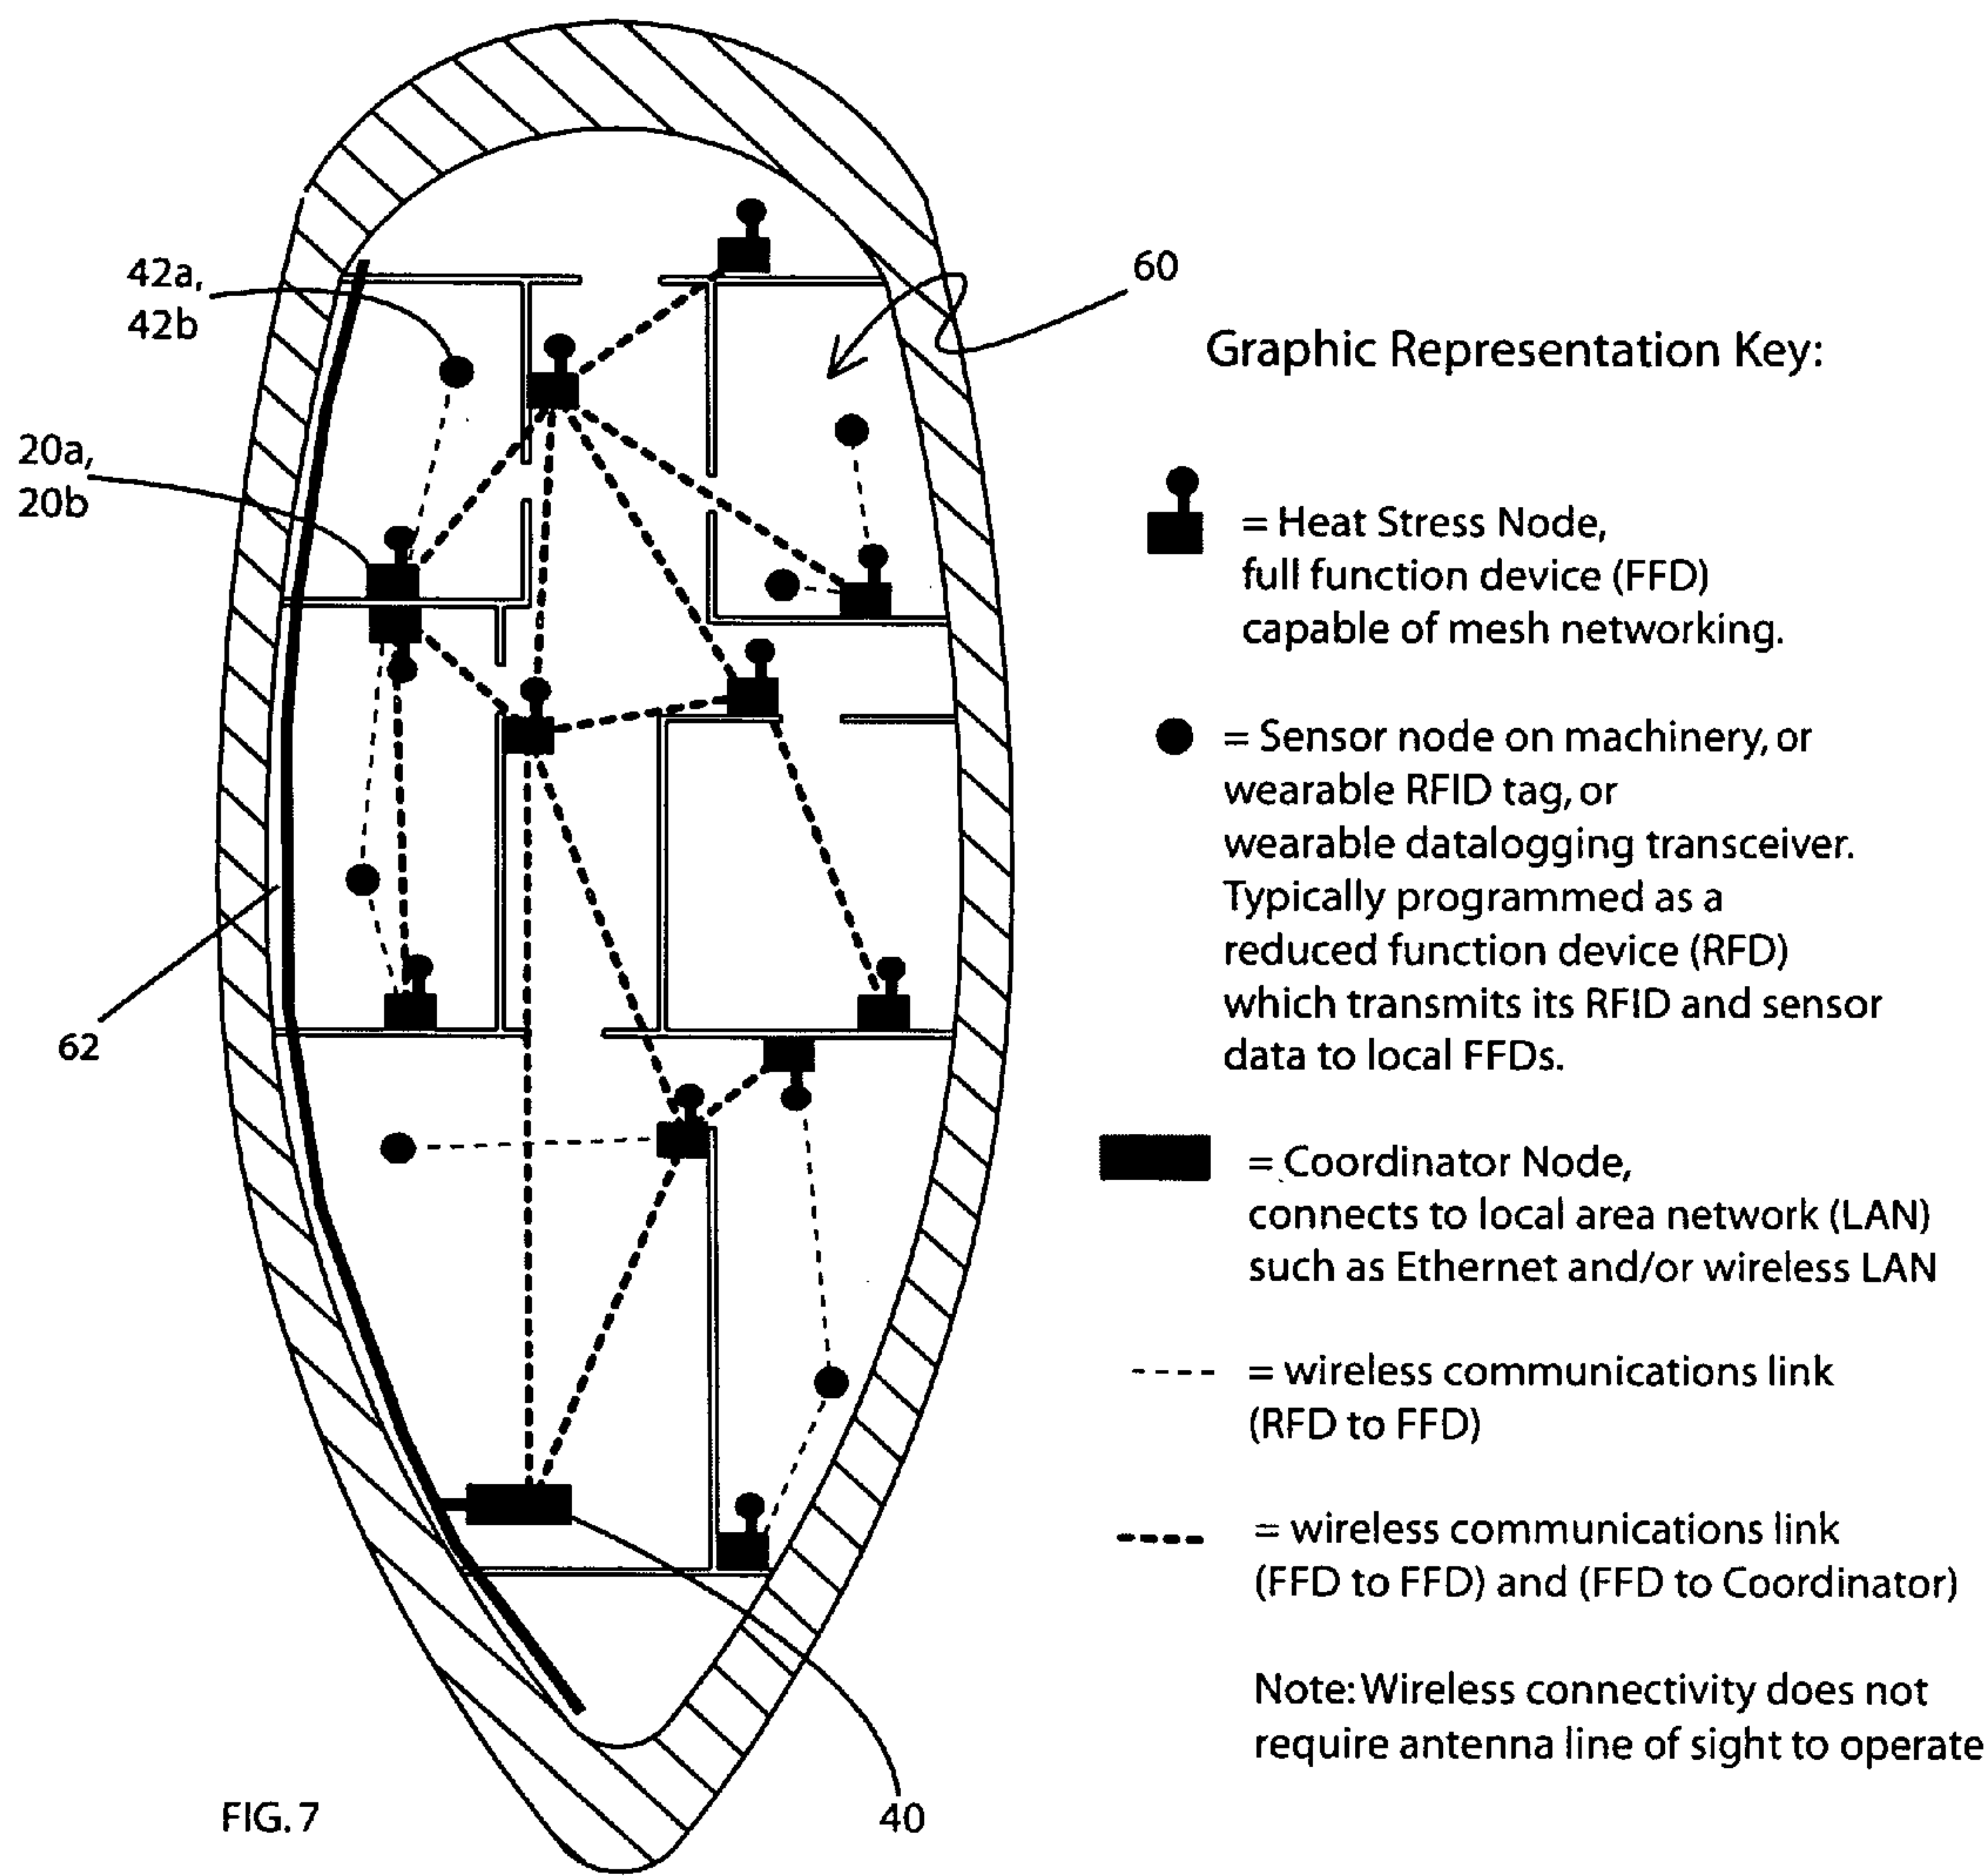 42a,
42b
20a,
20b
60
62
40
FIG. 7
Graphic Representation Key:
= Heat Stress Node,
full function device (FFD)
capable of mesh networking.
= Sensor node on machinery, or
wearable RFID tag, or
wearable datalogging transceiver.
Typically programmed as a
reduced function device (RFD)
which transmits its RFID and sensor
data to local FFDs.
= Coordinator Node,
connects to local area network (LAN)
such as Ethernet and/or wireless LAN
= wireless communications link
(RFD to FFD)
= wireless communications link
(FFD to FFD) and (FFD to Coordinator)
Note: Wireless connectivity does not
require antenna line of sight to operate